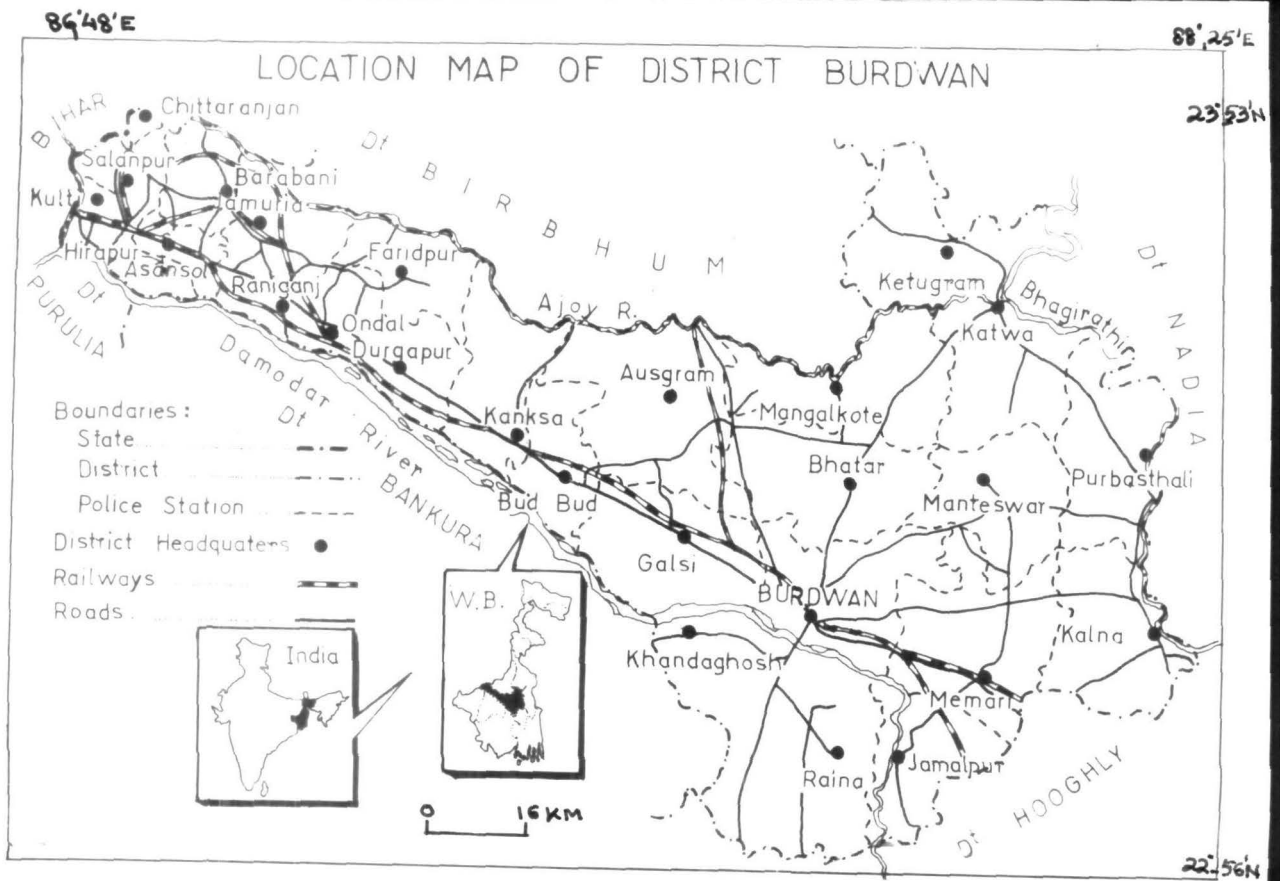 86°48'E
88°,25'E
LOCATION MAP OF DISTRICT BURDWAN
23°53'N
BIHAR
Chittaranjan
Dt BIRBHUM
Salanpur
Barabani
Kulti
Jamuria
Hirapur
Asansol
Faridpur
Raniganj
Dt PURULIA
Ondal
Durgapur
Ajoy R.
Ketugram
Katwa
Bhagirathi
Dt NADIA
Damodar River
Dt BANKURA
Ausgram
Mangalkote
Kanksa
Bhatar
Purbasthali
Manteswar
Bud Bud
Galsi
BURDWAN
Khandaghosh
Kalna
Memari
Raina
Jamalpur
Dt HOOGHLY
Boundaries:
State
District
Police Station
District Headquaters
Railways
Roads
India
W.B.
0 16 KM
22°56'N